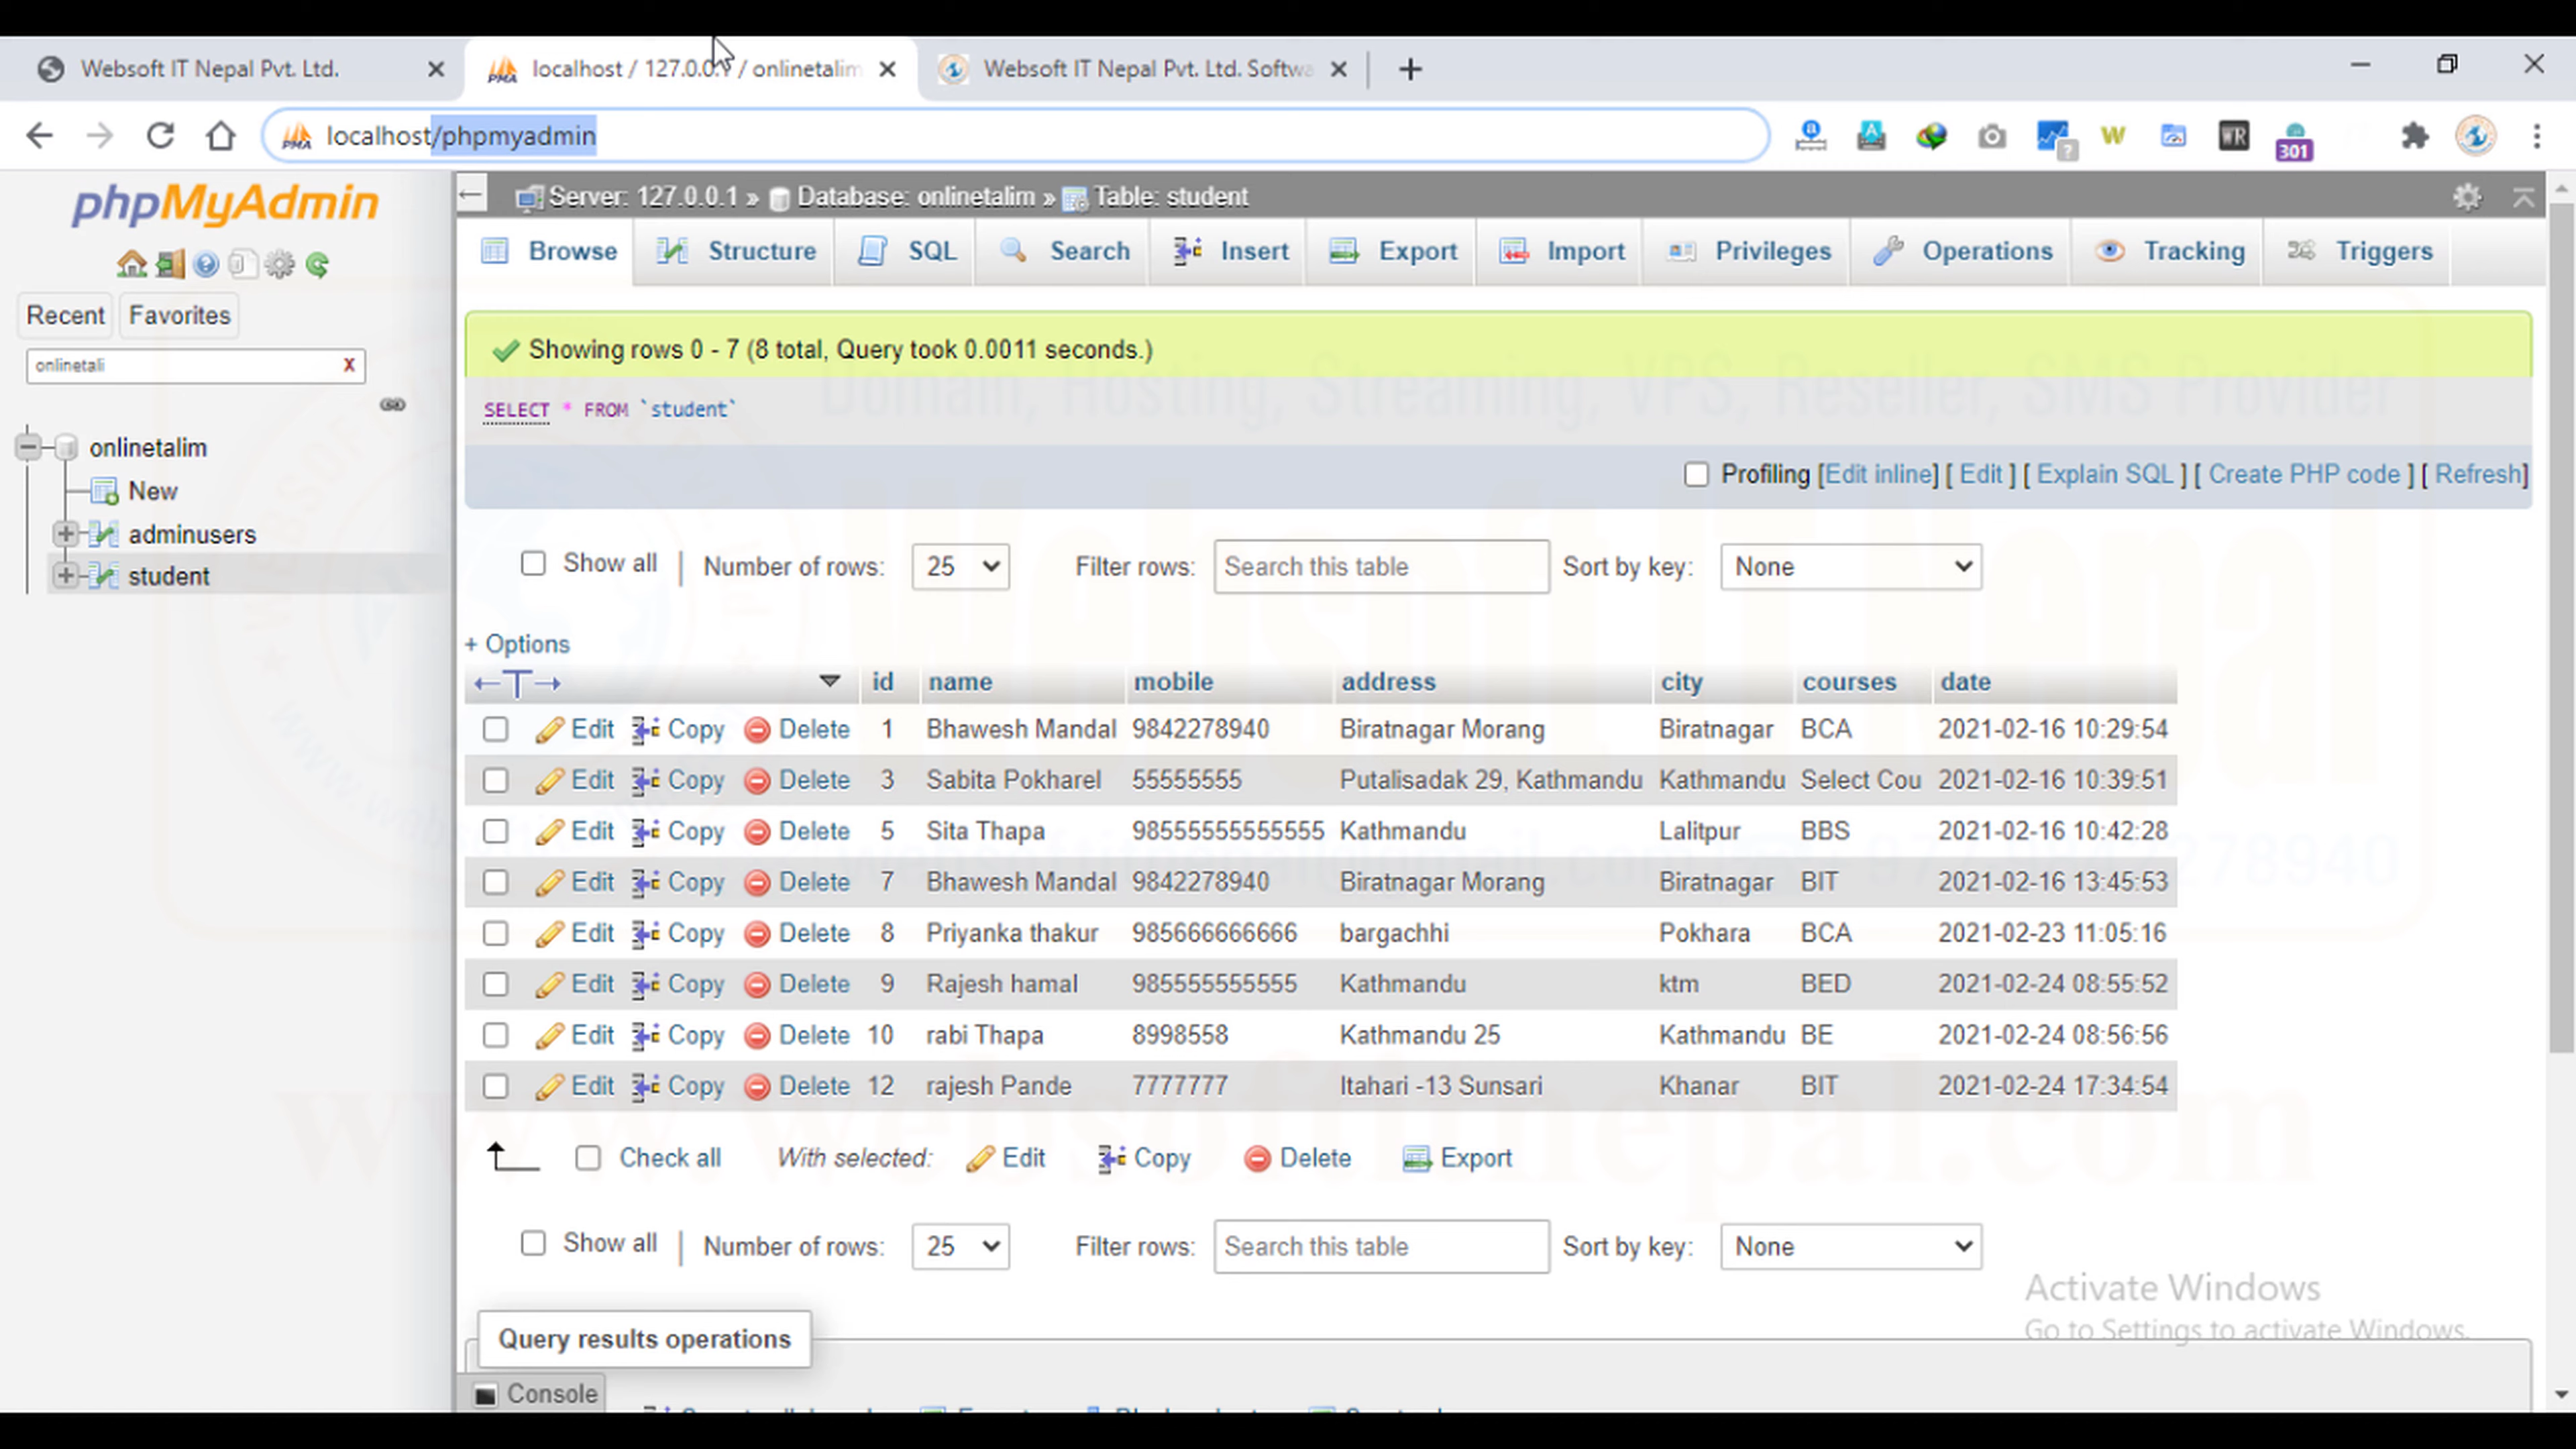 Websoft IT Nepal Pvt. Ltd.
localhost / 127.0.0.1 / onlinetalim
Websoft IT Nepal Pvt. Ltd. Softwa
localhost/phpmyadmin
301
phpMyAdmin
Server: 127.0.0.1 » Database: onlinetalim » Table: student
Browse Structure SQL Search Insert Export Import Privileges Operations Tracking Triggers
Recent Favorites
onlinetali X
onlinetalim
New
adminusers
student
Showing rows 0 - 7 (8 total, Query took 0.0011 seconds.)
Domain, Hosting, Streaming, VPS, Reseller, SMS Provider
SELECT * FROM `student`
Profiling [Edit inline] [ Edit ] [ Explain SQL ] [ Create PHP code ] [ Refresh]
Show all | Number of rows: 25 Filter rows: Search this table Sort by key: None
+ Options
←T→ id name mobile address city courses date
Edit Copy Delete 1 Bhawesh Mandal 9842278940 Biratnagar Morang Biratnagar BCA 2021-02-16 10:29:54
Edit Copy Delete 3 Sabita Pokharel 55555555 Putalisadak 29, Kathmandu Kathmandu Select Cou 2021-02-16 10:39:51
Edit Copy Delete 5 Sita Thapa 98555555555555 Kathmandu Lalitpur BBS 2021-02-16 10:42:28
Edit Copy Delete 7 Bhawesh Mandal 9842278940 Biratnagar Morang Biratnagar BIT 2021-02-16 13:45:53
Edit Copy Delete 8 Priyanka thakur 985666666666 bargachhi Pokhara BCA 2021-02-23 11:05:16
Edit Copy Delete 9 Rajesh hamal 985555555555 Kathmandu ktm BED 2021-02-24 08:55:52
Edit Copy Delete 10 rabi Thapa 8998558 Kathmandu 25 Kathmandu BE 2021-02-24 08:56:56
Edit Copy Delete 12 rajesh Pande 7777777 Itahari -13 Sunsari Khanar BIT 2021-02-24 17:34:54
Check all With selected: Edit Copy Delete Export
Show all | Number of rows: 25 Filter rows: Search this table Sort by key: None
Activate Windows
Go to Settings to activate Windows.
Query results operations
Console